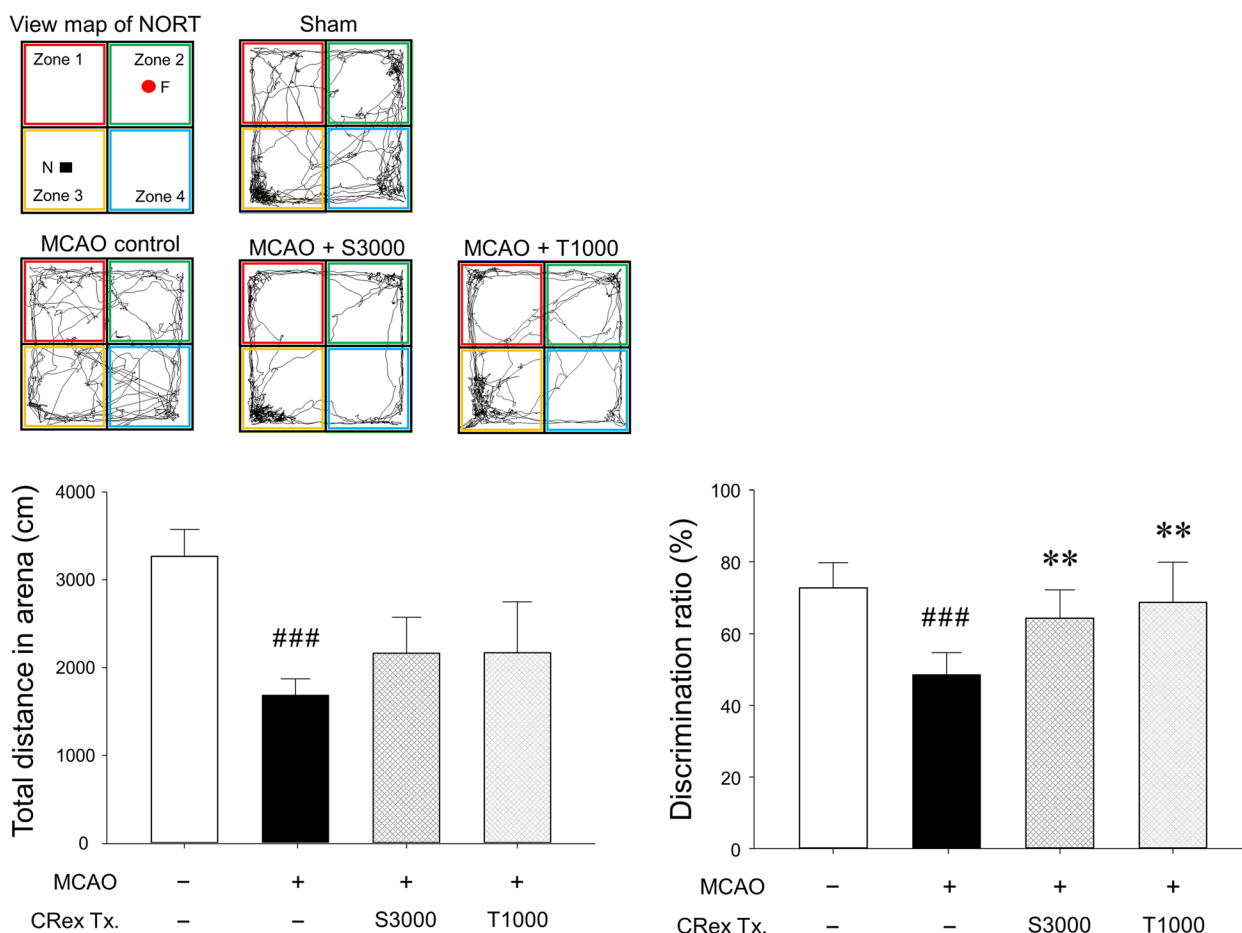 View map of NORT
Sham
Zone 1
Zone 2
F
N
Zone 3
Zone 4
MCAO control
MCAO + S3000
MCAO + T1000
Total distance in arena (cm)
4000
3000
2000
1000
0
###
MCAO − + + +
CRex Tx. − − S3000 T1000
Discrimination ratio (%)
100
80
60
40
20
0
###
**
**
MCAO − + + +
CRex Tx. − − S3000 T1000